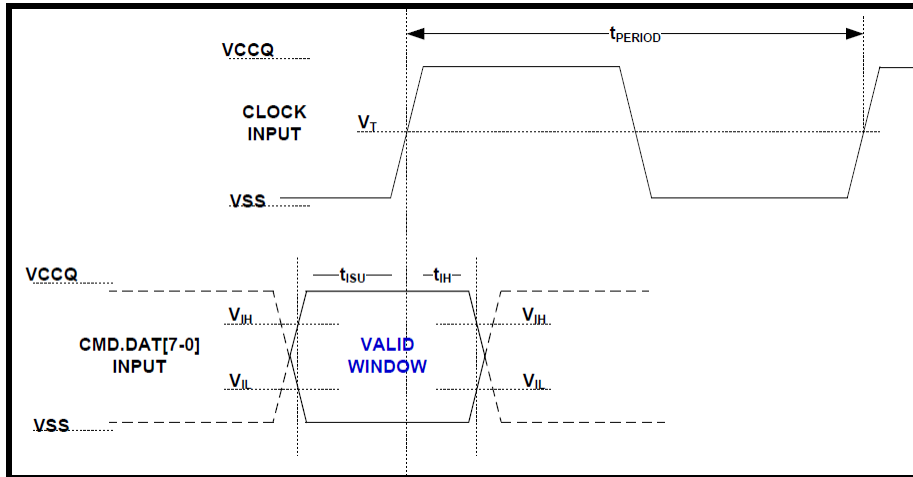 tPERIOD
VCCQ
CLOCK
INPUT
VT
VSS
VCCQ
tISU
tIH
VIH
VIH
CMD.DAT[7-0]
INPUT
VALID
WINDOW
VIL
VIL
VSS